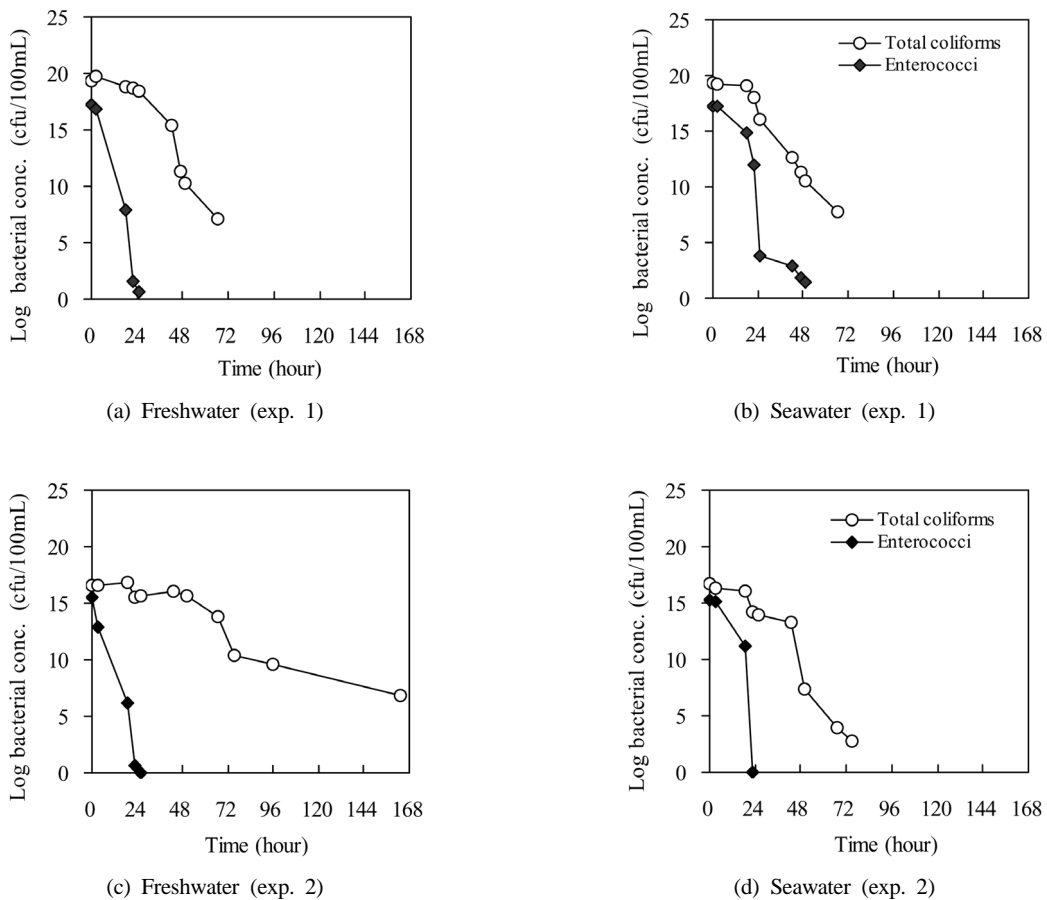 Log bacterial conc. (cfu/100mL)
25
20
15
10
5
0
0 24 48 72 96 120 144 168
Time (hour)
(a) Freshwater (exp. 1)
Log bacterial conc. (cfu/100mL)
25
20
15
10
5
0
Total coliforms
Enterococci
0 24 48 72 96 120 144 168
Time (hour)
(b) Seawater (exp. 1)
Log bacterial conc. (cfu/100mL)
25
20
15
10
5
0
0 24 48 72 96 120 144 168
Time (hour)
(c) Freshwater (exp. 2)
Log bacterial conc. (cfu/100mL)
25
20
15
10
5
0
Total coliforms
Enterococci
0 24 48 72 96 120 144 168
Time (hour)
(d) Seawater (exp. 2)